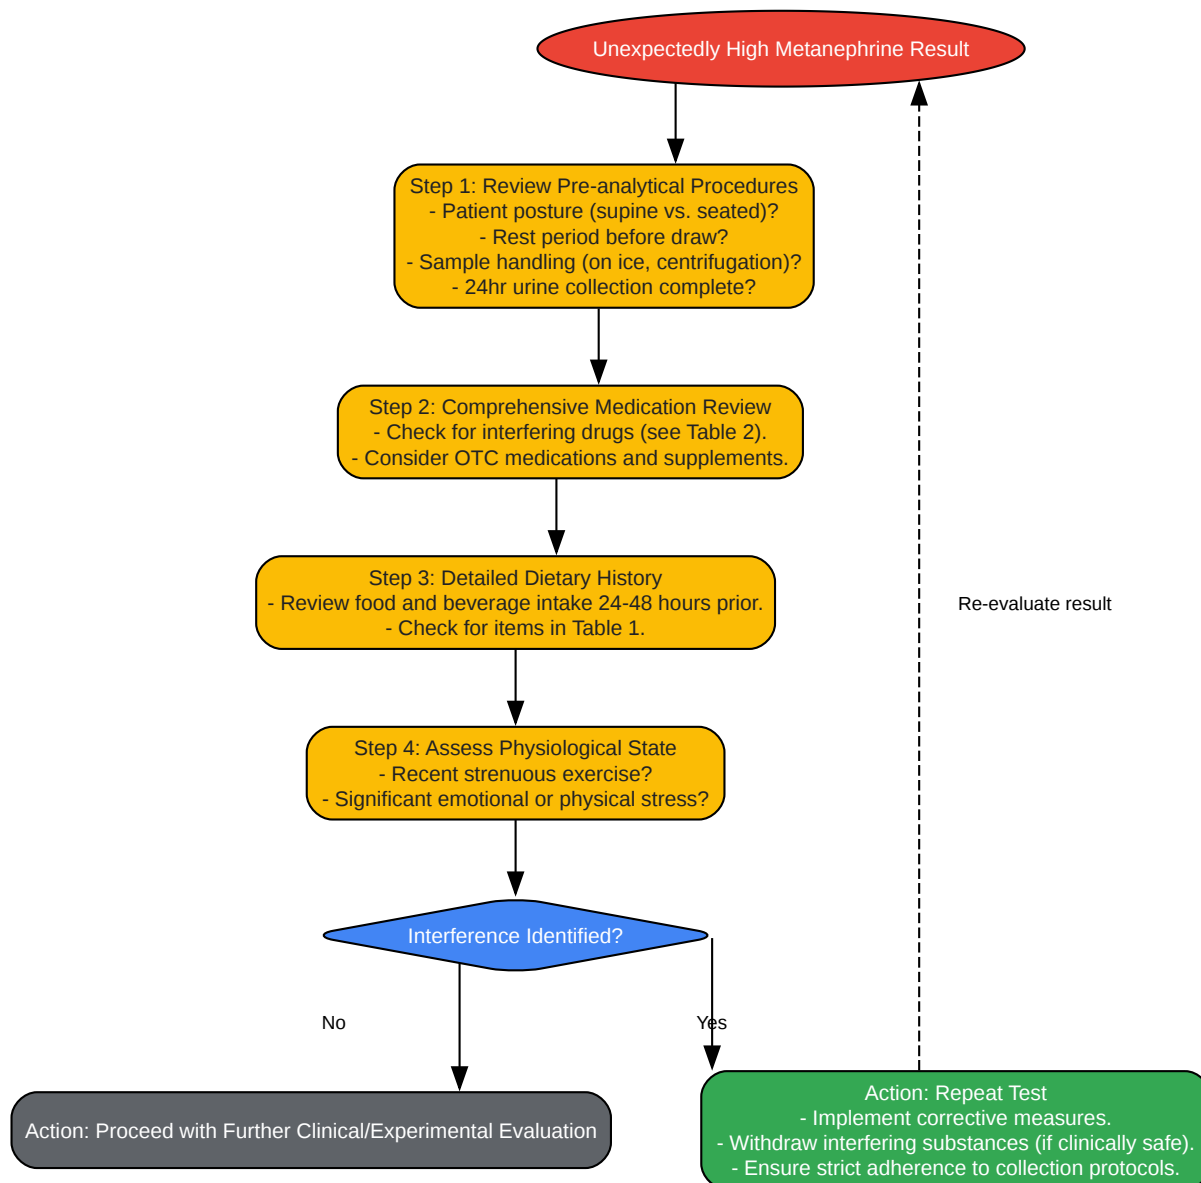 Unexpectedly High Metanephrine Result
Step 1: Review Pre-analytical Procedures
- Patient posture (supine vs. seated)?
- Rest period before draw?
- Sample handling (on ice, centrifugation)?
- 24hr urine collection complete?
Step 2: Comprehensive Medication Review
- Check for interfering drugs (see Table 2).
- Consider OTC medications and supplements.
Step 3: Detailed Dietary History
- Review food and beverage intake 24-48 hours prior.
- Check for items in Table 1.
Re-evaluate result
Step 4: Assess Physiological State
- Recent strenuous exercise?
- Significant emotional or physical stress?
Interference Identified?
No
Yes
Action: Proceed with Further Clinical/Experimental Evaluation
Action: Repeat Test
- Implement corrective measures.
- Withdraw interfering substances (if clinically safe).
- Ensure strict adherence to collection protocols.